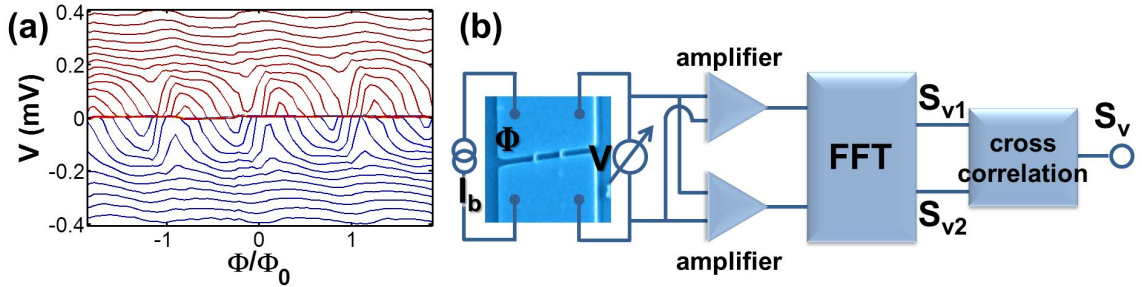 (a)
0.4
0.2
0
-0.2
-0.4
V (mV)
-1 0 1
Φ/Φ0
(b)
amplifier
Φ
V
Ib
amplifier
FFT
Sv1
Sv2
cross
correlation
Sv